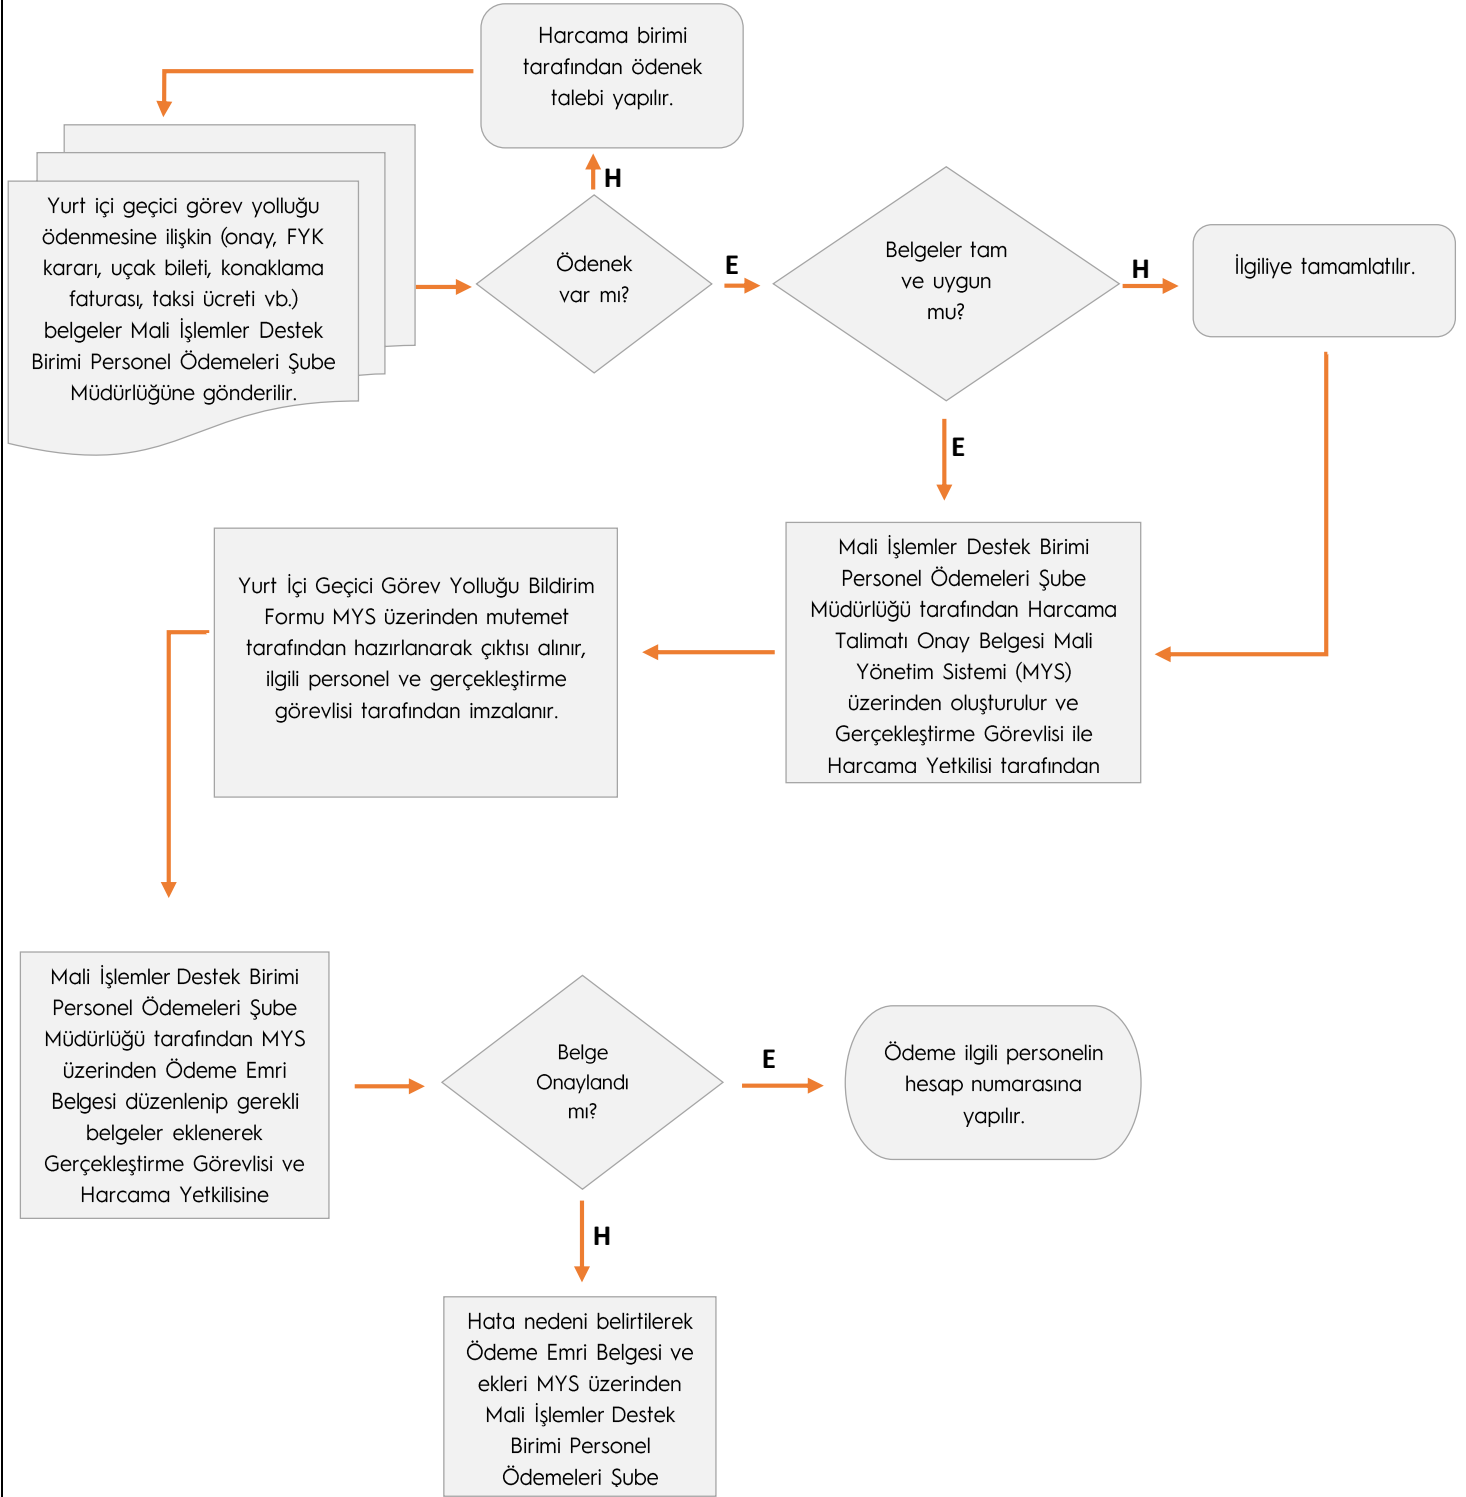 Harcama birimi
tarafından ödenek
talebi yapılır.
H
Yurt içi geçici görev yolluğu
ödenmesine ilişkin (onay, FYK
kararı, uçak bileti, konaklama
faturası, taksi ücreti vb.)
belgeler Mali İşlemler Destek
Birimi Personel Ödemeleri Şube
Müdürlüğüne gönderilir.
Ödenek
var mı?
E
Belgeler tam
ve uygun
mu?
H
İlgiliye tamamlatılır.
E
Mali İşlemler Destek Birimi
Personel Ödemeleri Şube
Müdürlüğü tarafından Harcama
Talimatı Onay Belgesi Mali
Yönetim Sistemi (MYS)
üzerinden oluşturulur ve
Gerçekleştirme Görevlisi ile
Harcama Yetkilisi tarafından
Yurt İçi Geçici Görev Yolluğu Bildirim
Formu MYS üzerinden mutemet
tarafından hazırlanarak çıktısı alınır,
ilgili personel ve gerçekleştirme
görevlisi tarafından imzalanır.
Mali İşlemler Destek Birimi
Personel Ödemeleri Şube
Müdürlüğü tarafından MYS
üzerinden Ödeme Emri
Belgesi düzenlenip gerekli
belgeler eklenerek
Gerçekleştirme Görevlisi ve
Harcama Yetkilisine
Belge
Onaylandı
mı?
E
Ödeme ilgili personelin
hesap numarasına
yapılır.
H
Hata nedeni belirtilerek
Ödeme Emri Belgesi ve
ekleri MYS üzerinden
Mali İşlemler Destek
Birimi Personel
Ödemeleri Şube